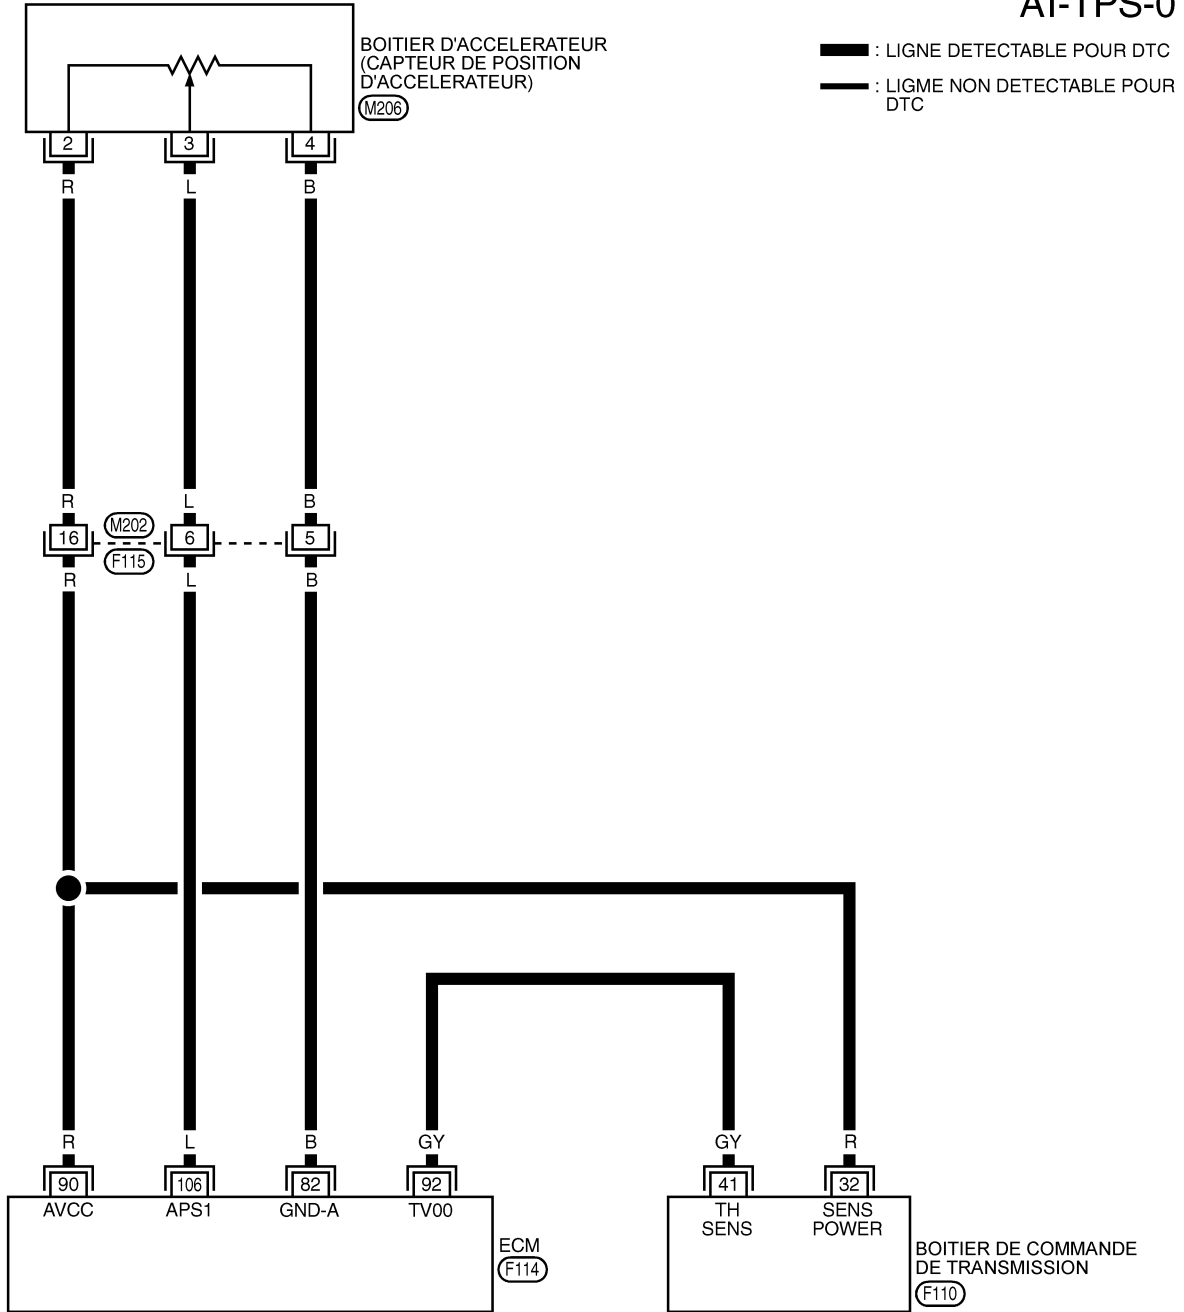 AT-TPS-0
BOITIER D'ACCELERATEUR
(CAPTEUR DE POSITION
D'ACCELERATEUR)
M206
: LIGNE DETECTABLE POUR DTC
: LIGME NON DETECTABLE POUR
DTC
2 3 4
R L B
R L B
16 M202 6 5
F115
R L B
R L B GY GY R
90 106 82 92 41 32
AVCC APS1 GND-A TV00 TH SENS
SENS POWER
ECM
F114
BOITIER DE COMMANDE
DE TRANSMISSION
F110